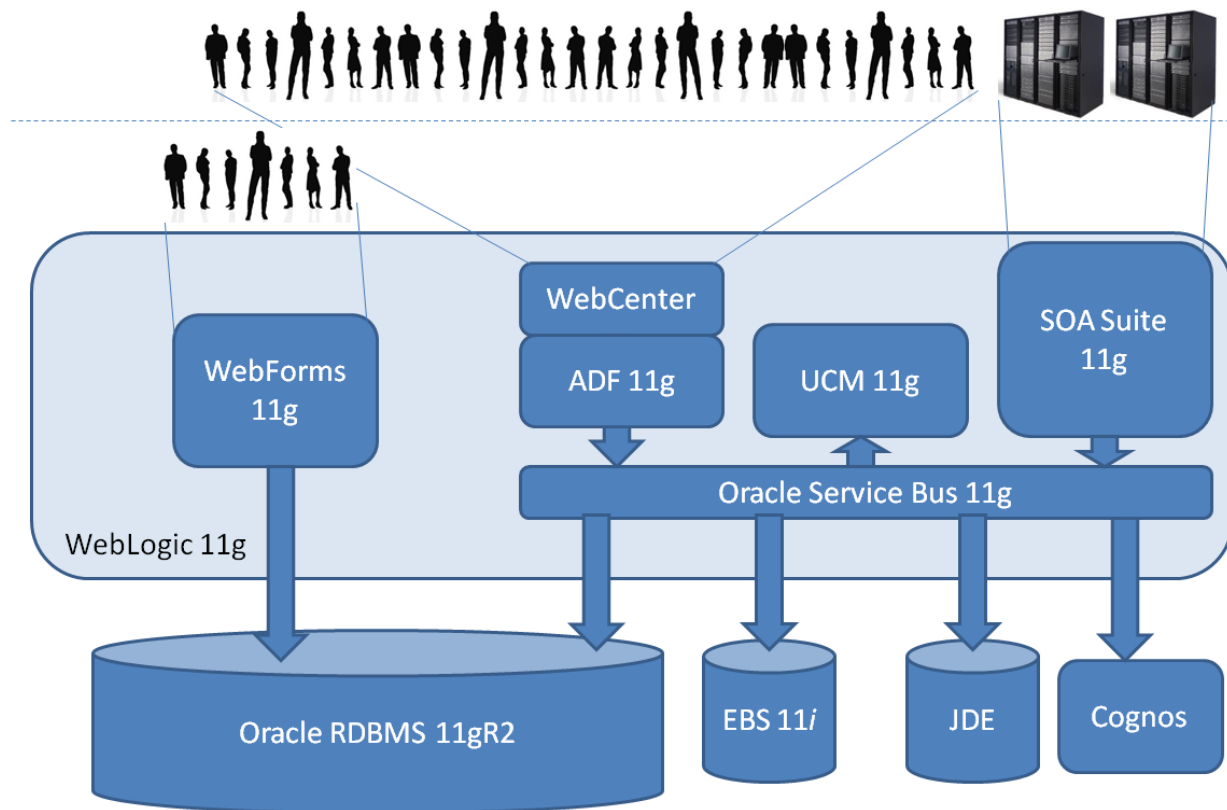 WebCenter
SOA Suite
11g
WebForms
11g
ADF 11g
UCM 11g
Oracle Service Bus 11g
WebLogic 11g
Oracle RDBMS 11gR2
EBS 11i
JDE
Cognos